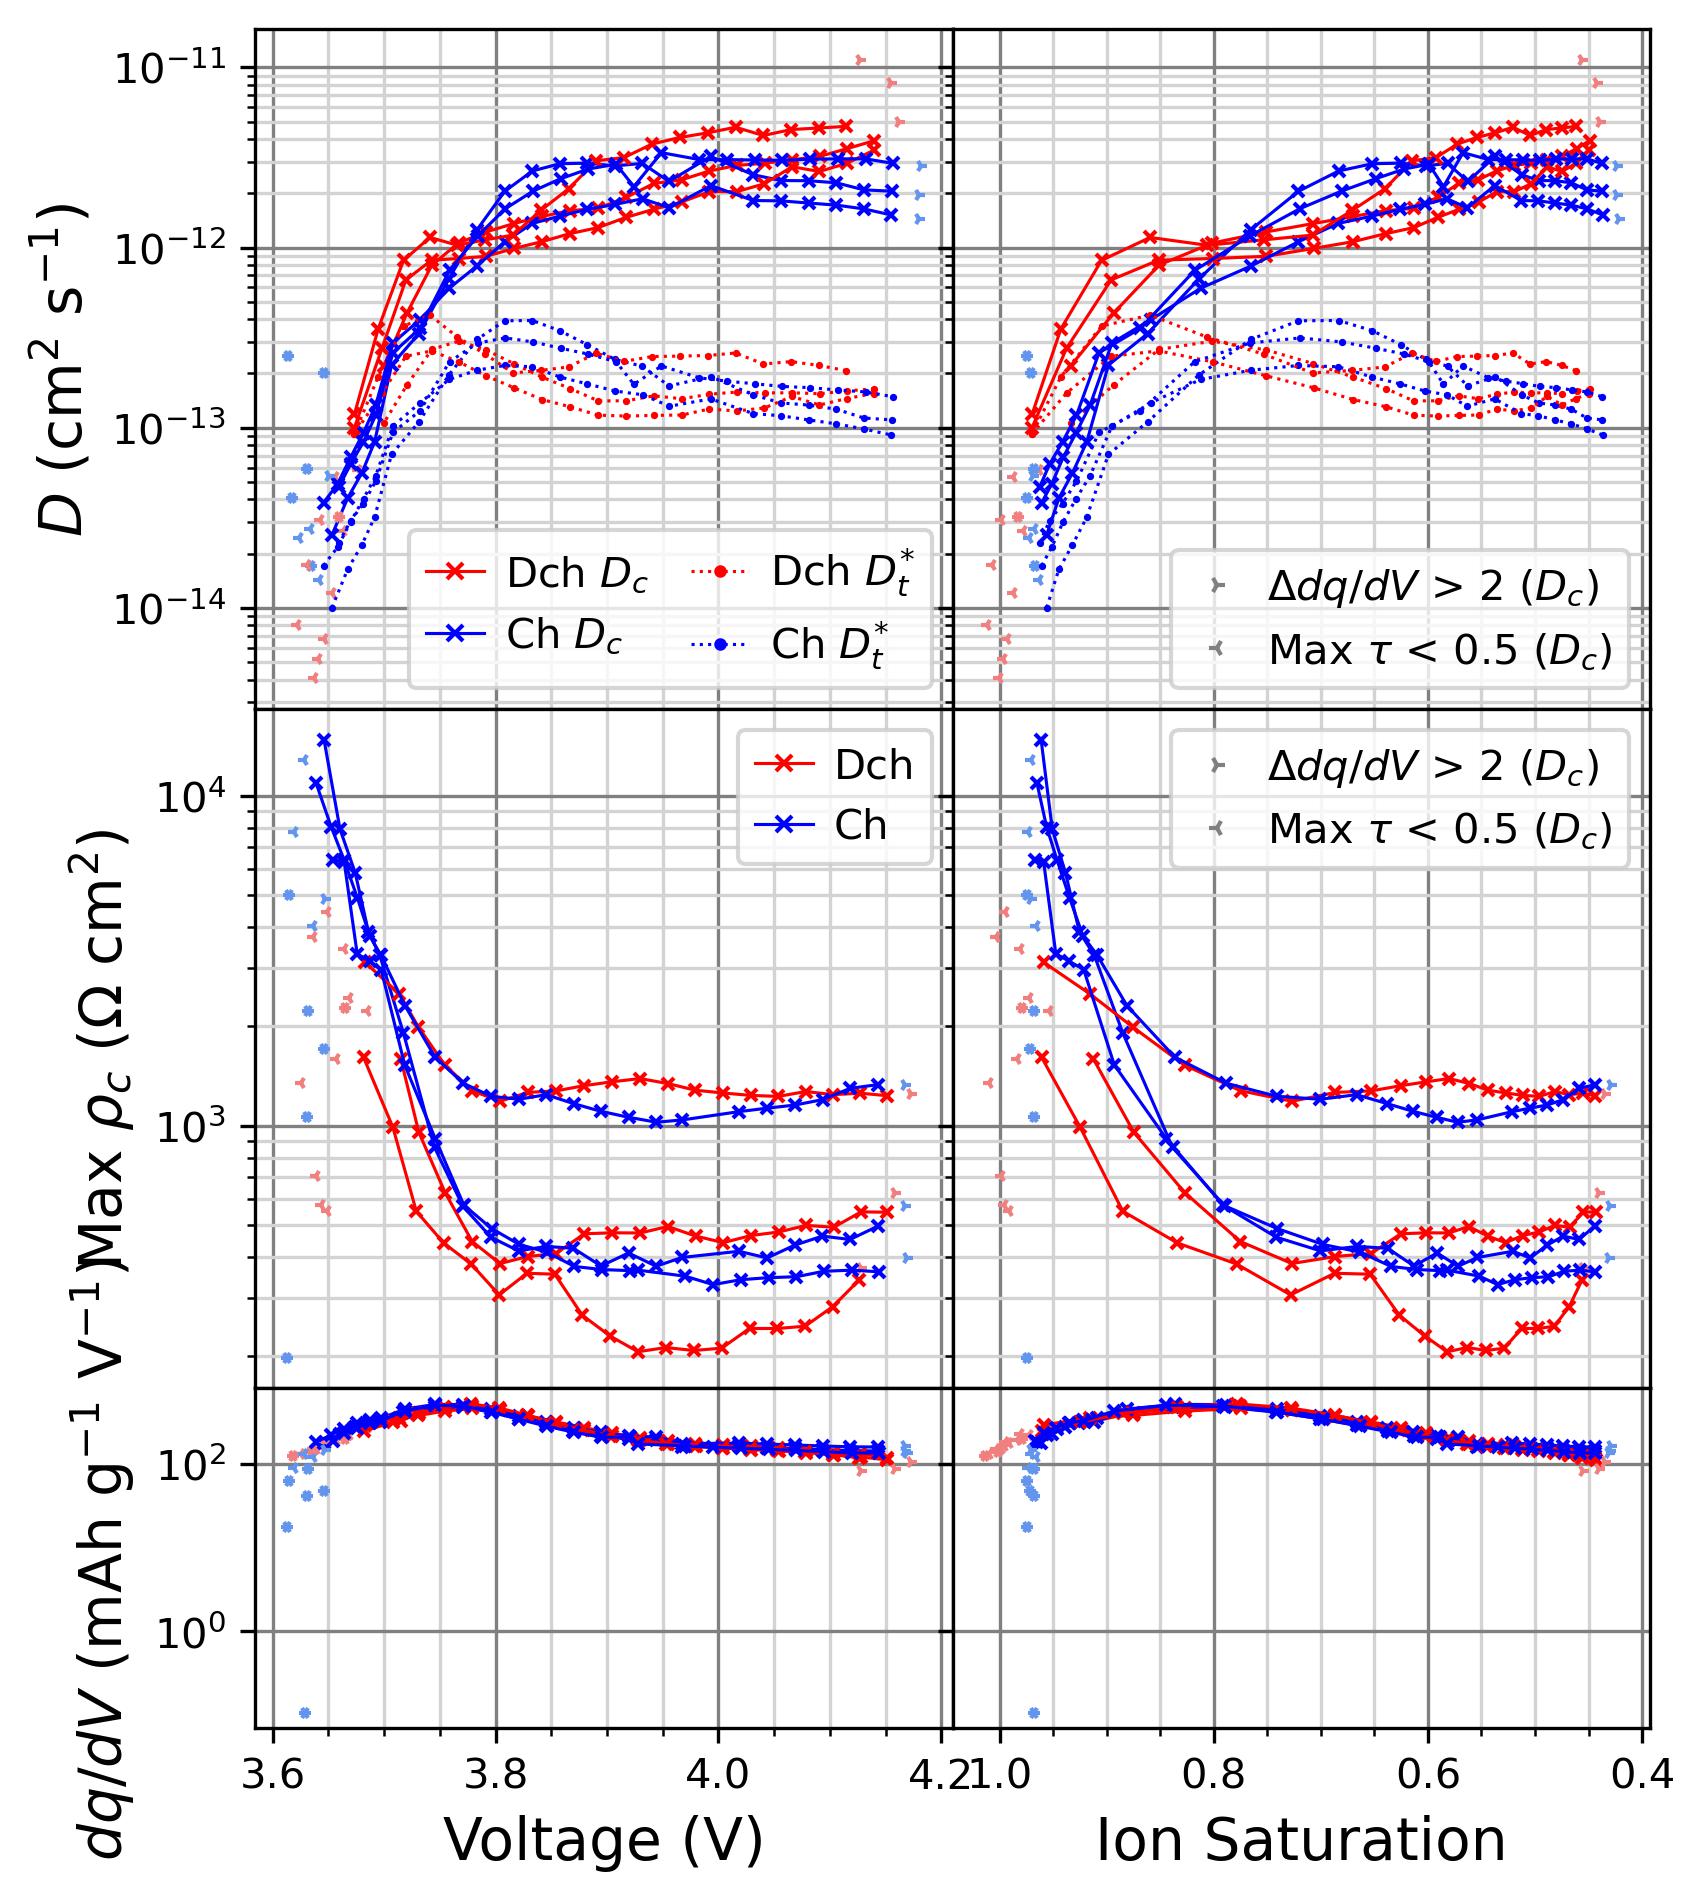 D (cm² s⁻¹)
10⁻¹¹
10⁻¹²
10⁻¹³
10⁻¹⁴
Dch D_c
Ch D_c
Dch D_t^*
Ch D_t^*
Δdq/dV > 2 (D_c)
Max τ < 0.5 (D_c)
Max ρ_c (Ω cm²)
10⁴
10³
Dch
Ch
Δdq/dV > 2 (D_c)
Max τ < 0.5 (D_c)
dq/dV (mAh g⁻¹ V⁻¹)
10²
10⁰
3.6 3.8 4.0 4.2
1.0 0.8 0.6 0.4
Voltage (V)
Ion Saturation